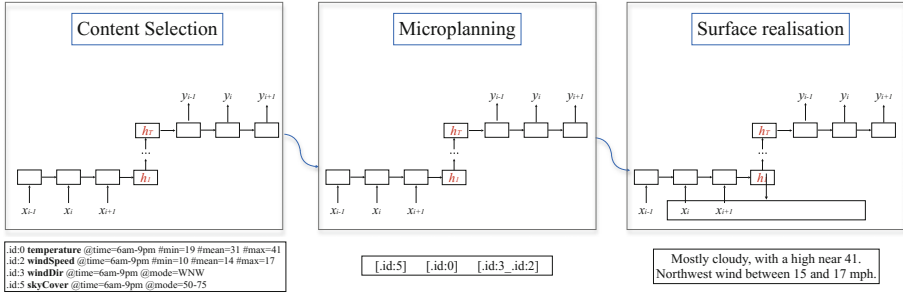 Content Selection
Microplanning
Surface realisation
yi-1 yi yi+1
yi-1 yi yi+1
yi-1 yi yi+1
hT
hT
hT
...
...
...
h1
h1
h1
xi-1 xi xi+1
xi-1 xi xi+1
xi-1 xi xi+1
.id:0 temperature @time=6am-9pm #min=19 #mean=31 #max=41
.id:2 windSpeed @time=6am-9pm #min=10 #mean=14 #max=17
.id:3 windDir @time=6am-9pm @mode=WNW
.id:5 skyCover @time=6am-9pm @mode=50-75
[.id:5] [.id:0] [.id:3_.id:2]
Mostly cloudy, with a high near 41.
Northwest wind between 15 and 17 mph.